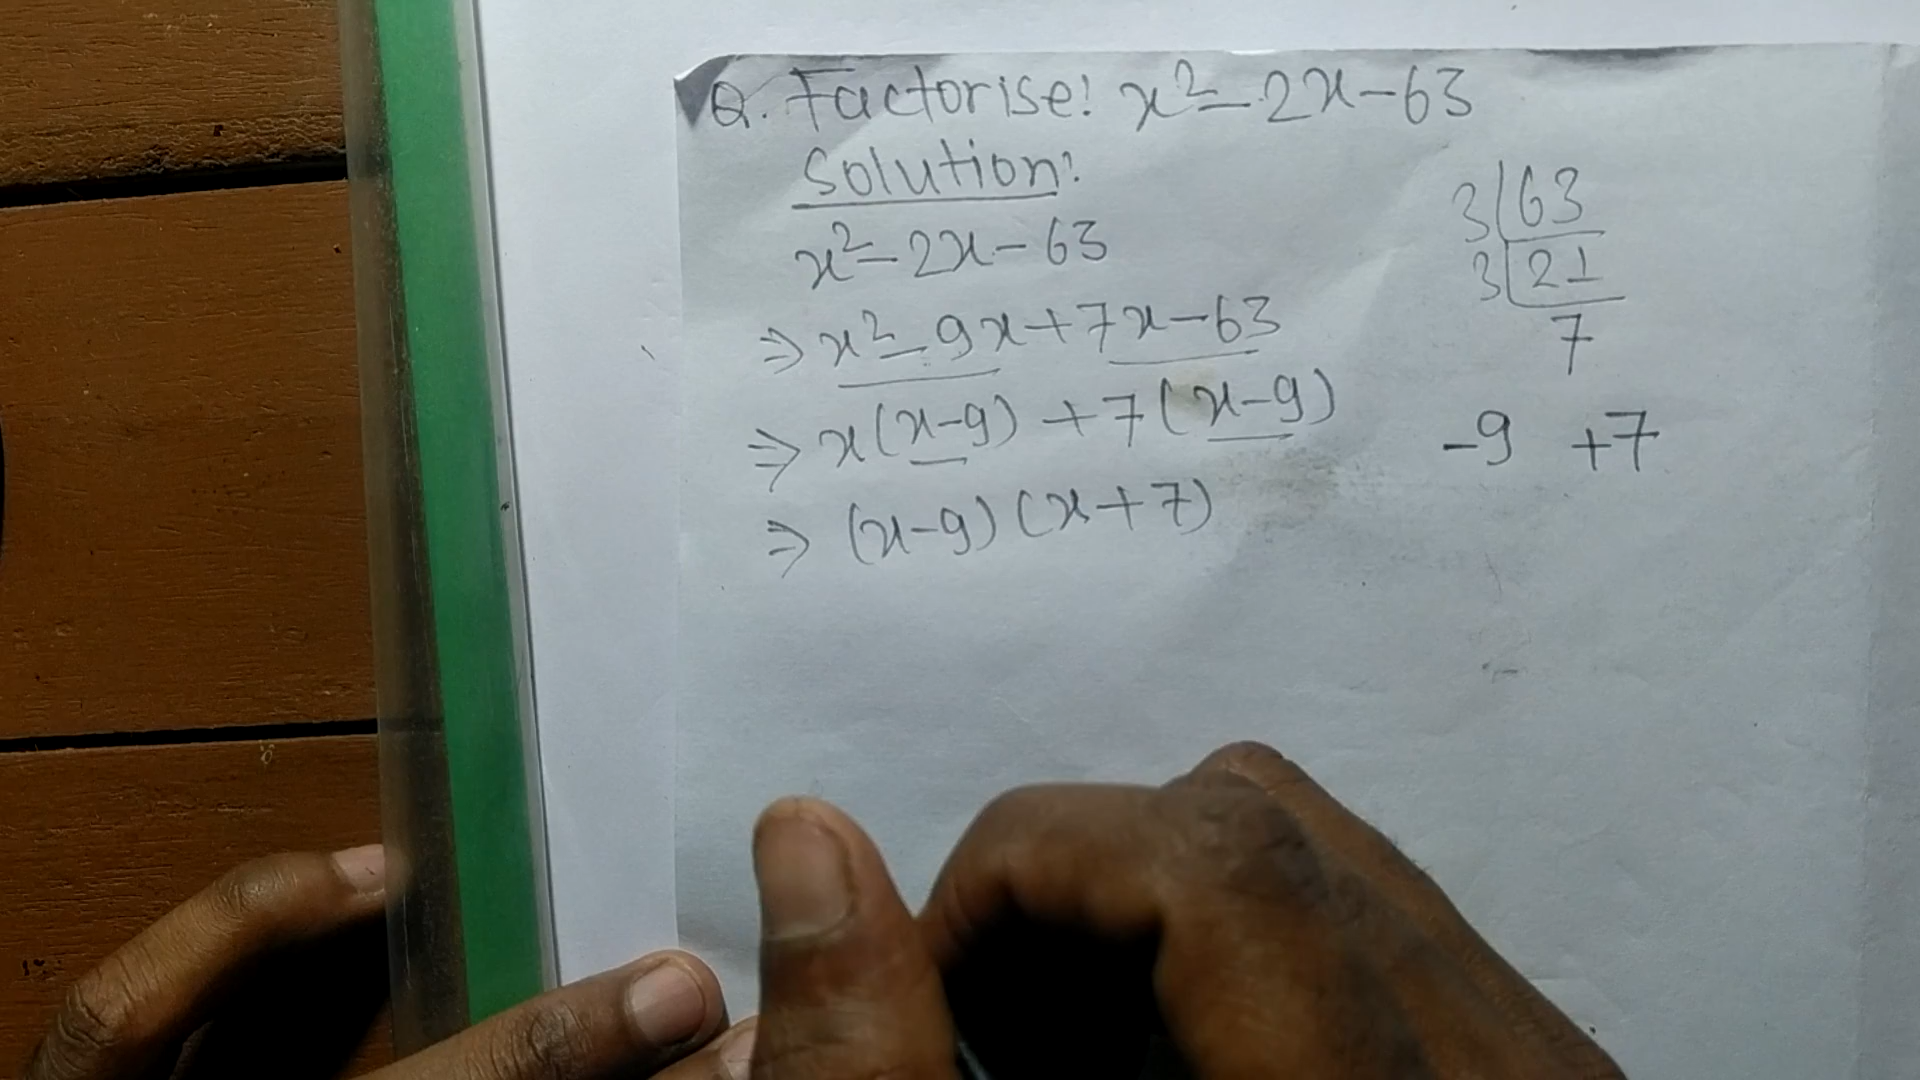 Q. Factorise: x²-2x-63
Solution:
x²-2x-63
⇒ x²-9x+7x-63
⇒ x(x-9)+7(x-9)
⇒ (x-9)(x+7)
3|63
3|21
7
-9 +7